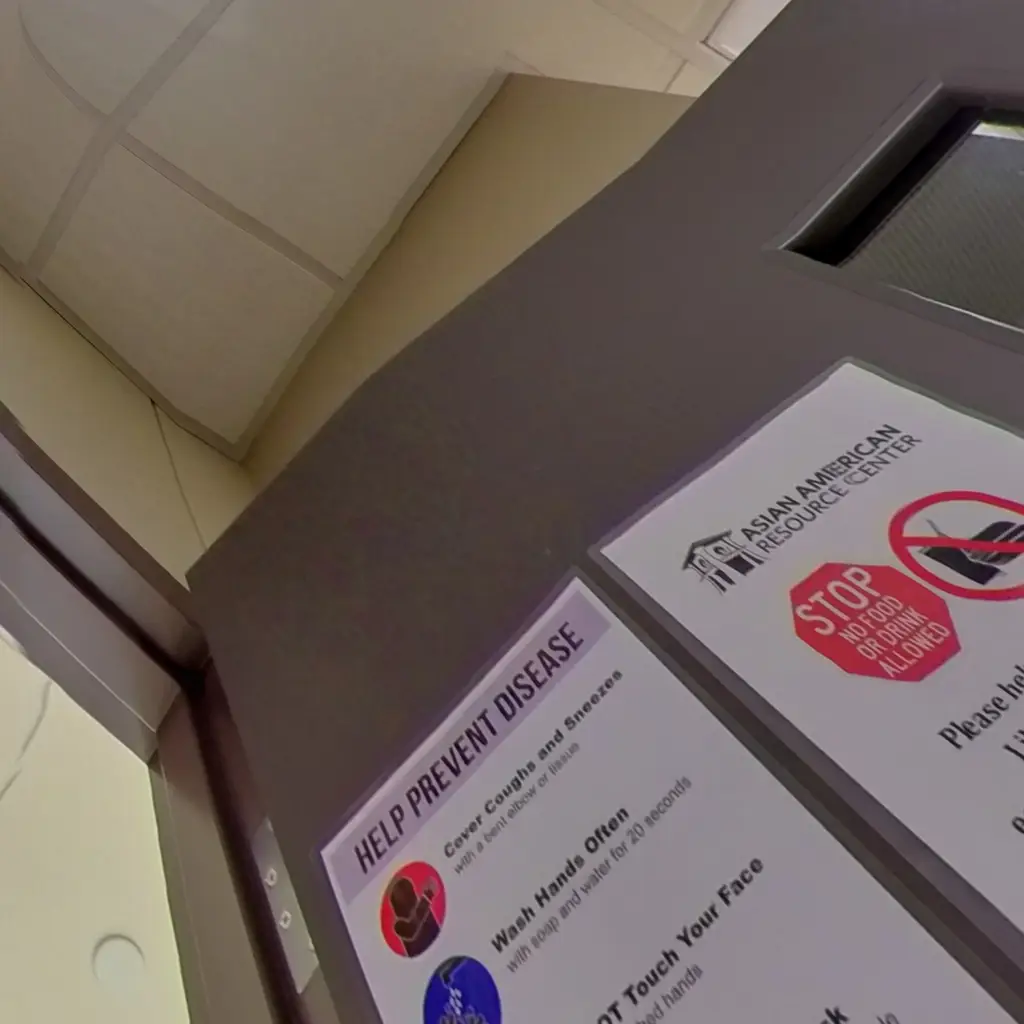 ASIAN AMERICAN
RESOURCE CENTER
STOP
NO FOOD
OR DRINK
ALLOWED
Please
HELP PREVENT DISEASE
Cover Coughs and Sneezes
with a bent elbow or tissue
Wash Hands Often
with soap and water for 20 seconds
Touch Your Face
hands